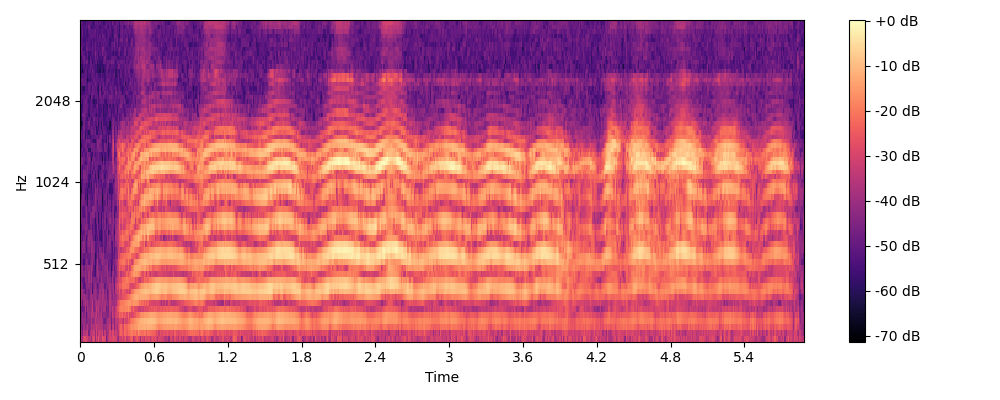 +0 dB
-10 dB
2048
-20 dB
-30 dB
Hz
1024
-40 dB
-50 dB
512
-60 dB
-70 dB
0 0.6 1.2 1.8 2.4 3 3.6 4.2 4.8 5.4
Time